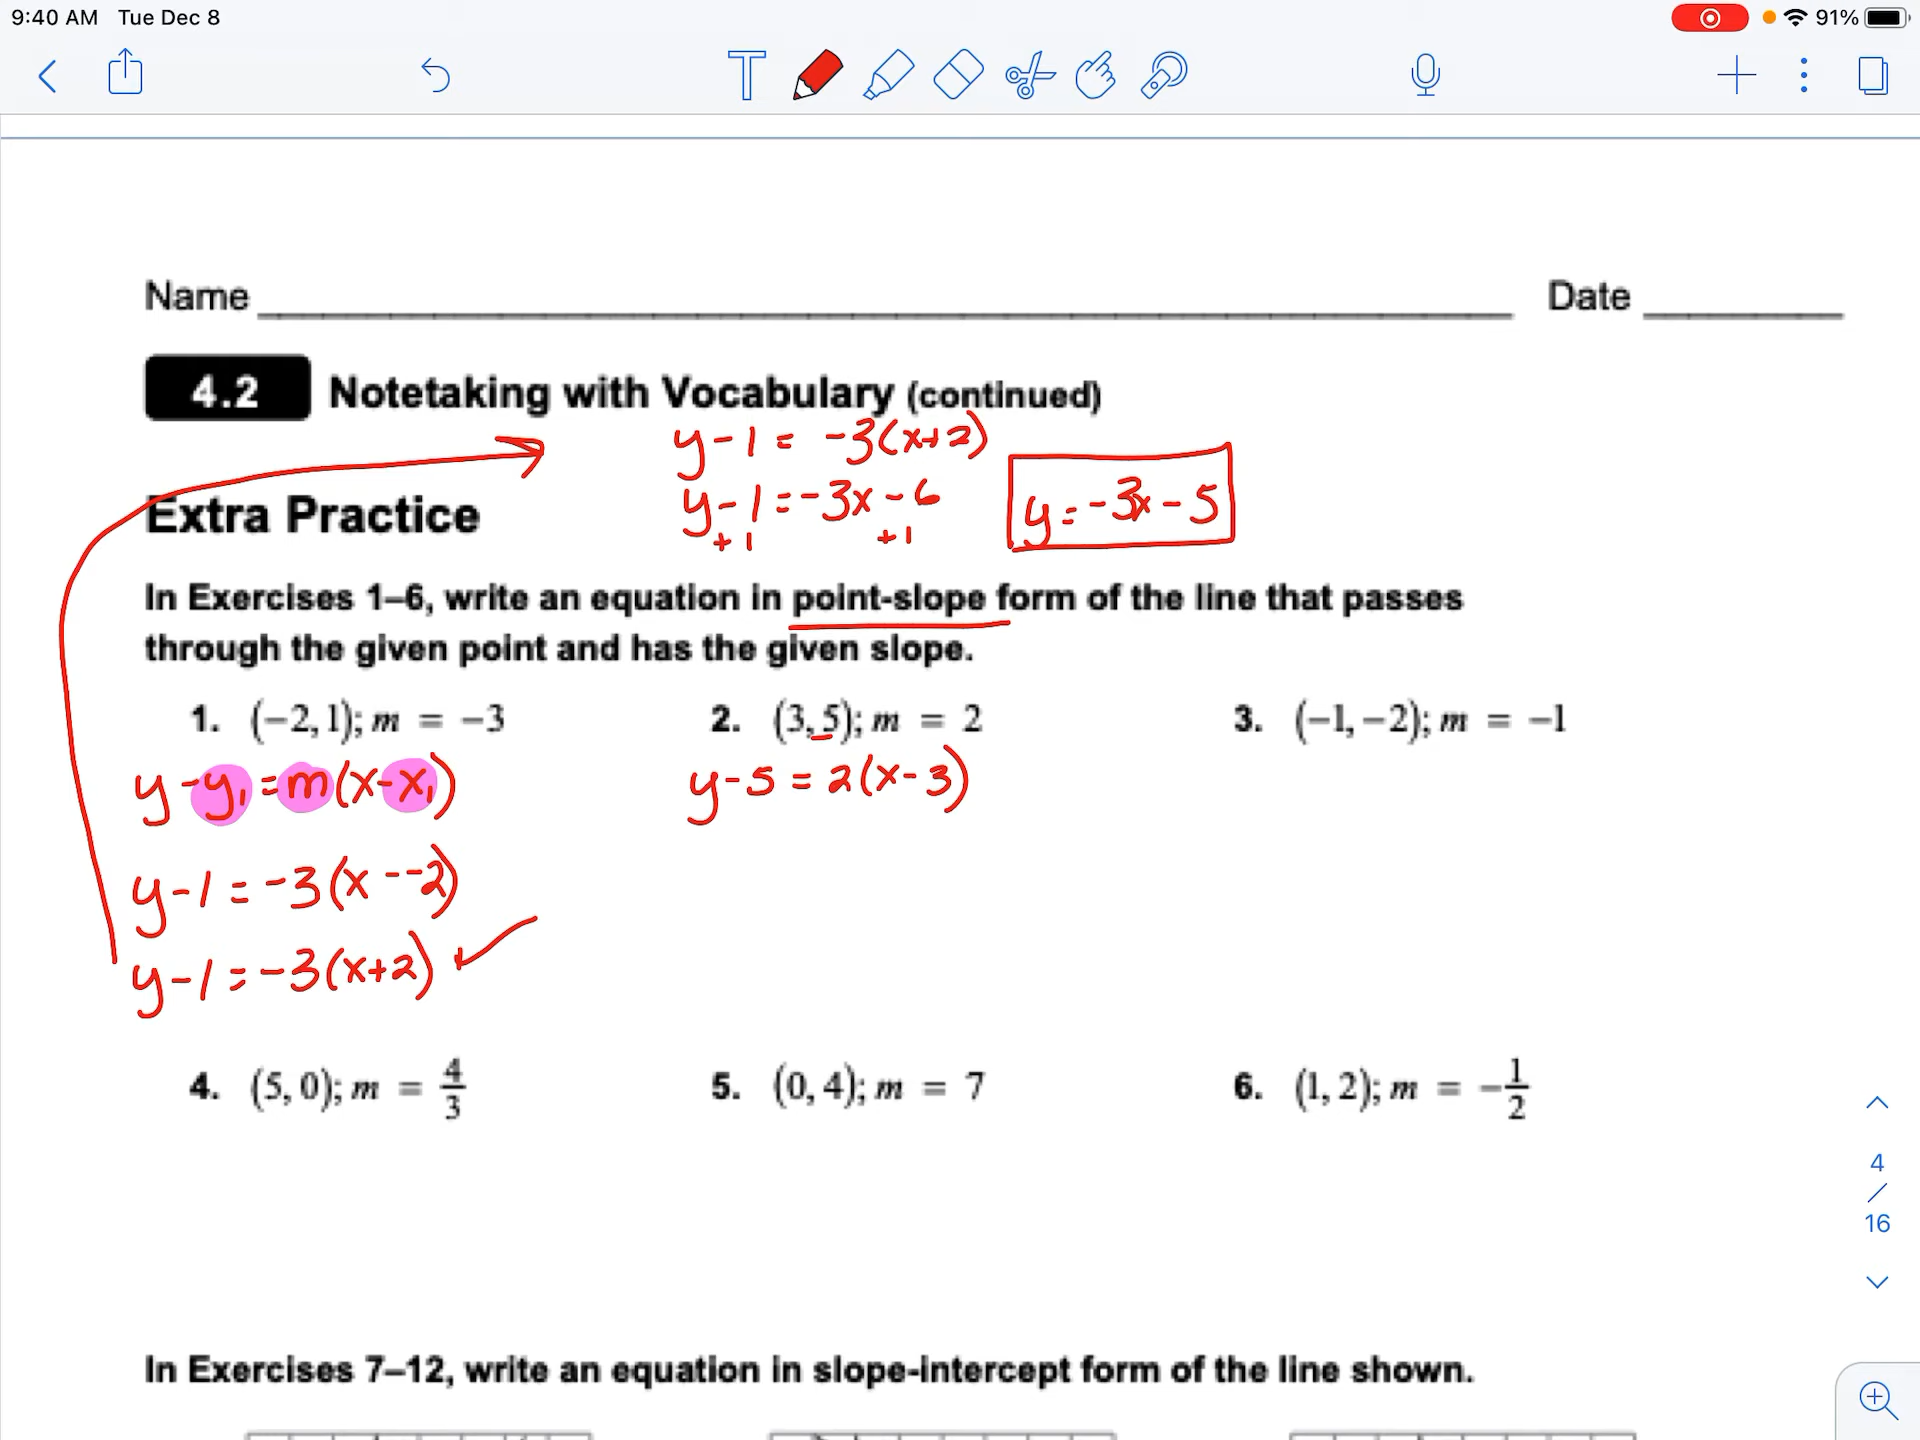 9:40 AM Tue Dec 8
91%
Name
Date
4.2 Notetaking with Vocabulary (continued)
y-1 = -3(x+2)
Extra Practice
y-1 = -3x-6
+1 +1
y = -3x-5
In Exercises 1–6, write an equation in point-slope form of the line that passes
through the given point and has the given slope.
1. (−2, 1); m = −3
2. (3, 5); m = 2
3. (−1, −2); m = −1
y-y₁ = m(x-x₁)
y-5 = 2(x-3)
y-1 = -3(x--2)
y-1 = -3(x+2) ✓
4. (5, 0); m = 4/3
5. (0, 4); m = 7
6. (1, 2); m = −1/2
4
/
16
In Exercises 7–12, write an equation in slope-intercept form of the line shown.